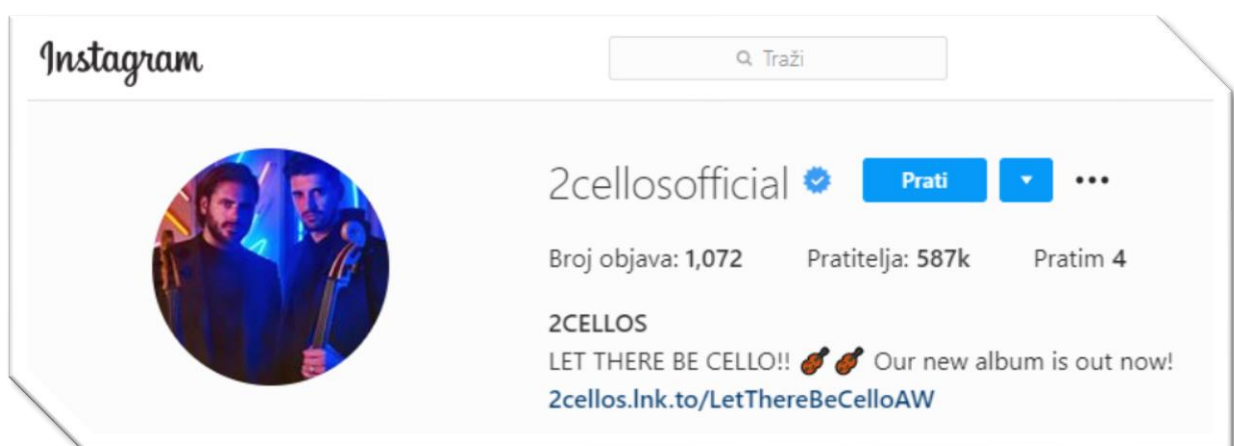 Instagram
Traži
2cellosofficial
Prati
Broj objava: 1,072 Pratitelja: 587k Pratim 4
2CELLOS
LET THERE BE CELLO!! 🎻 🎻 Our new album is out now!
2cellos.lnk.to/LetThereBeCelloAW